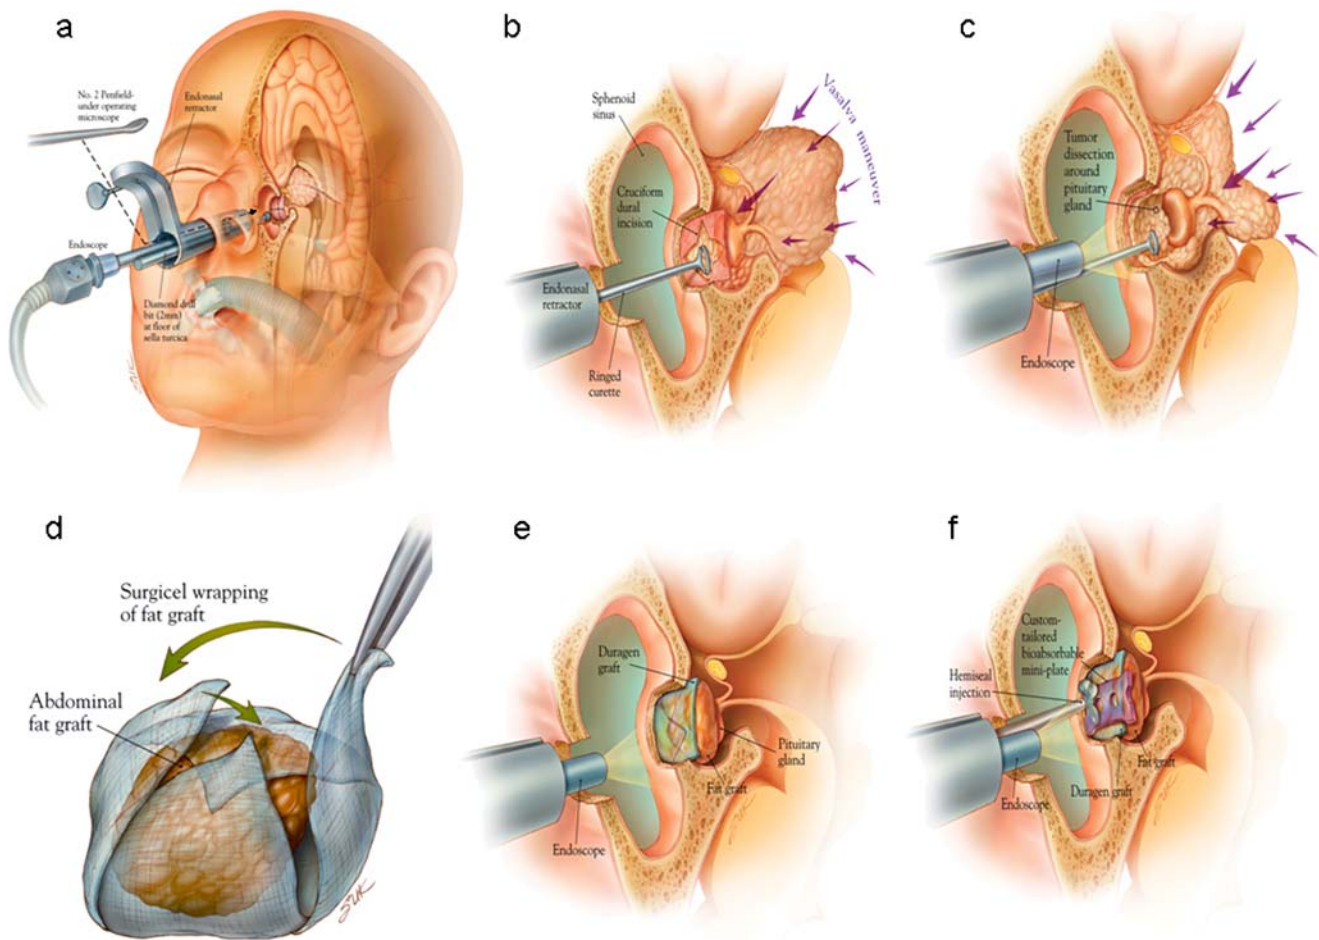 a
No. 2 Penfield-
under operating
microscope
Endonasal
retractor
Endoscope
Diamond drill
bit (2mm)
at floor of
sella turcica
b
Sphenoid
sinus
Vasalva maneuver
Cruciform
dural
incision
Endonasal
retractor
Ringed
curette
c
Tumor
dissection
around
pituitary
gland
Endoscope
d
Surgicel wrapping
of fat graft
Abdominal
fat graft
e
Duragen
graft
Pituitary
gland
Fat graft
Endoscope
f
Custom-
tailored
bioabsorbable
mini-plate
Hemiseal
injection
Fat graft
Duragen graft
Endoscope